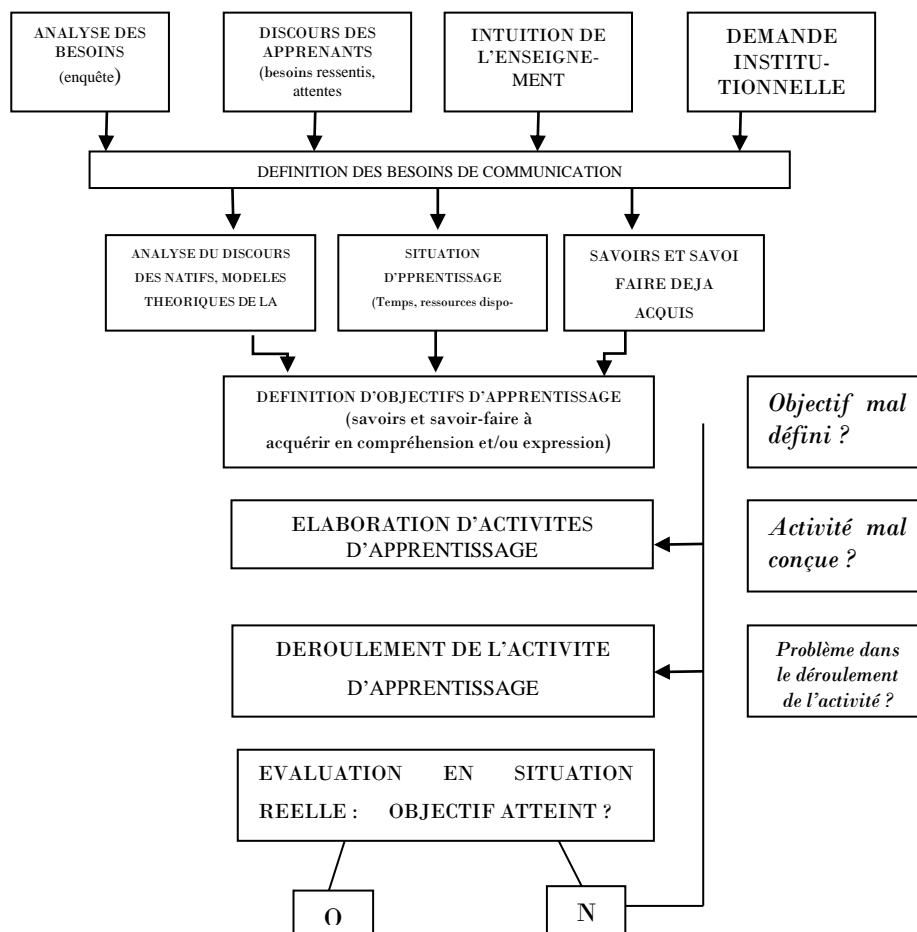 ANALYSE DES
BESOINS
(enquête)
DISCOURS DES
APPRENANTS
(besoins ressentis,
attentes
INTUITION DE
L'ENSEIGNE-
MENT
DEMANDE
INSTITU-
TIONNELLE
DEFINITION DES BESOINS DE COMMUNICATION
ANALYSE DU DISCOURS
DES NATIFS, MODELES
THEORIQUES DE LA
SITUATION
D'PPRENTISSAGE
(Temps, ressources dispo-
SAVOIRS ET SAVOI
FAIRE DEJA
ACQUIS
DEFINITION D'OBJECTIFS D'APPRENTISSAGE
(savoirs et savoir-faire à
acquérir en compréhension et/ou expression)
Objectif mal
défini ?
ELABORATION D'ACTIVITES
D'APPRENTISSAGE
Activité mal
conçue ?
DEROULEMENT DE L'ACTIVITE
D'APPRENTISSAGE
Problème dans
le déroulement
de l'activité ?
EVALUATION EN SITUATION
REELLE : OBJECTIF ATTEINT ?
O
N